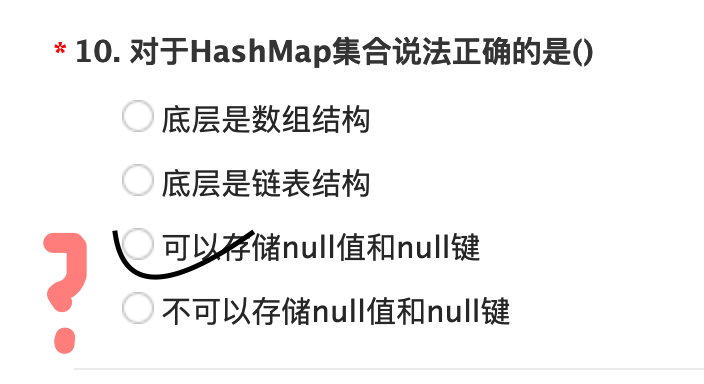 * 10. 对于HashMap集合说法正确的是()
底层是数组结构
底层是链表结构
可以存储null值和null键
不可以存储null值和null键
?